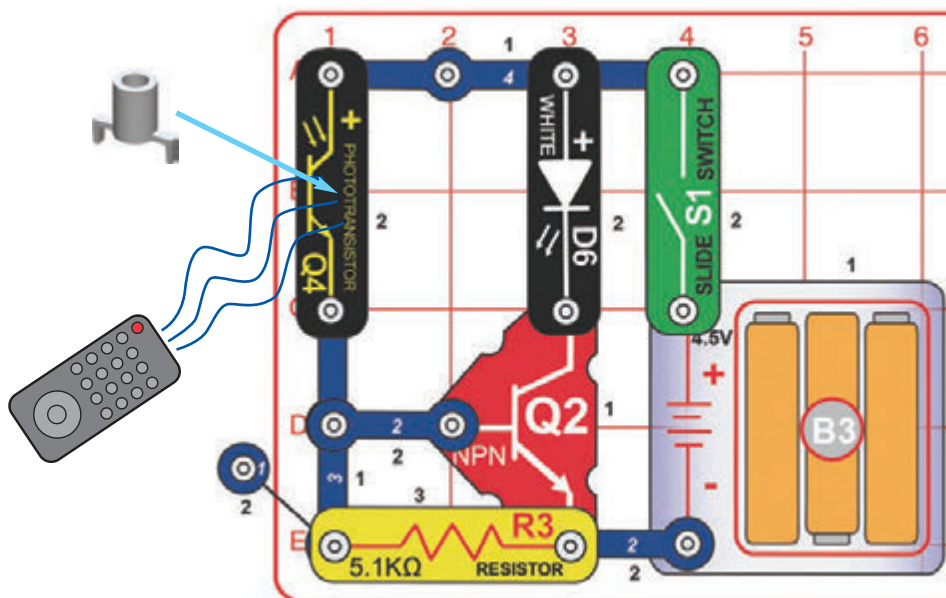 1 2 3 4 5 6
1
A
4
+ PHOTOTRANSISTOR
Q4
2
WHITE
+
D6
2
SLIDE SWITCH
S1
2
1
C
4.5V
+
B3
-
D
2
2
Q2
NPN
1
3
1
1
2
3
E
R3
5.1KΩ
RESISTOR
2
2